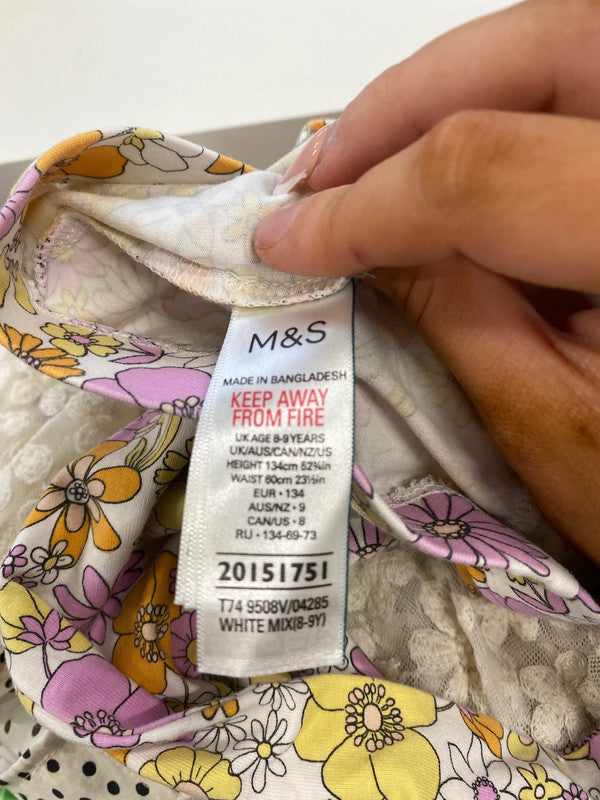 M&S
MADE IN BANGLADESH
KEEP AWAY
FROM FIRE
UK AGE 8-9 YEARS
UK/AUS/CAN/NZ/US
HEIGHT 134cm 52¾in
WAIST 60cm 23½in
EUR • 134
AUS/NZ • 9
CAN/US • 8
RU • 134-69-73
20151751
T74 9508V/04285
WHITE MIX(8-9Y)